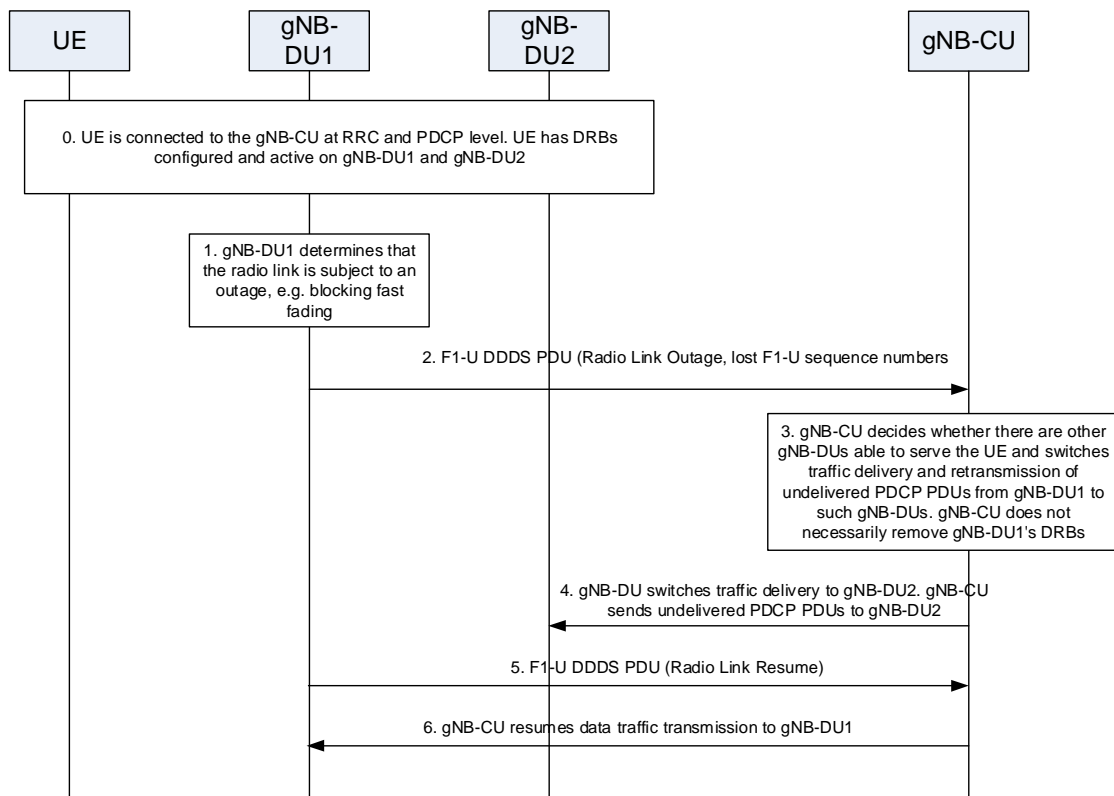 UE
gNB-
DU1
gNB-
DU2
gNB-CU
0. UE is connected to the gNB-CU at RRC and PDCP level. UE has DRBs
configured and active on gNB-DU1 and gNB-DU2
1. gNB-DU1 determines that
the radio link is subject to an
outage, e.g. blocking fast
fading
2. F1-U DDDS PDU (Radio Link Outage, lost F1-U sequence numbers
3. gNB-CU decides whether there are other
gNB-DUs able to serve the UE and switches
traffic delivery and retransmission of
undelivered PDCP PDUs from gNB-DU1 to
such gNB-DUs. gNB-CU does not
necessarily remove gNB-DU1's DRBs
4. gNB-DU switches traffic delivery to gNB-DU2. gNB-CU
sends undelivered PDCP PDUs to gNB-DU2
5. F1-U DDDS PDU (Radio Link Resume)
6. gNB-CU resumes data traffic transmission to gNB-DU1